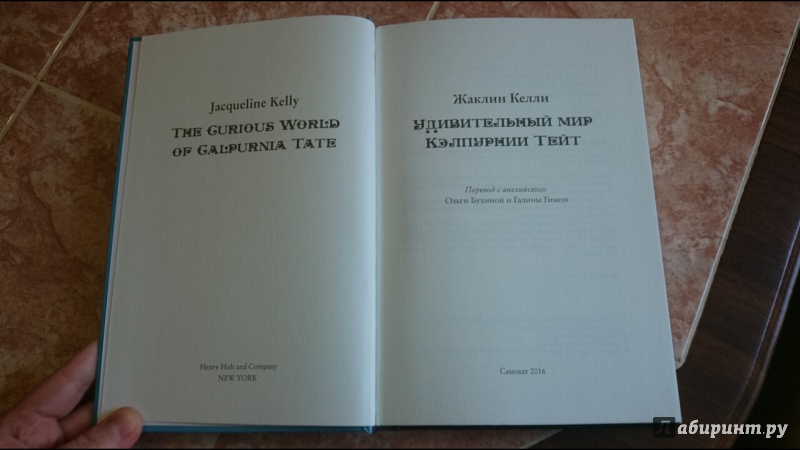 Jacqueline Kelly
The Curious World
of Calpurnia Tate
Henry Holt and Company
NEW YORK
Жаклин Келли
Удивительный мир
Кэлпурнии Тейт
Перевод с английского
Ольги Бухиной и Галины Гимон
Самокат 2016
Лабиринт.ру